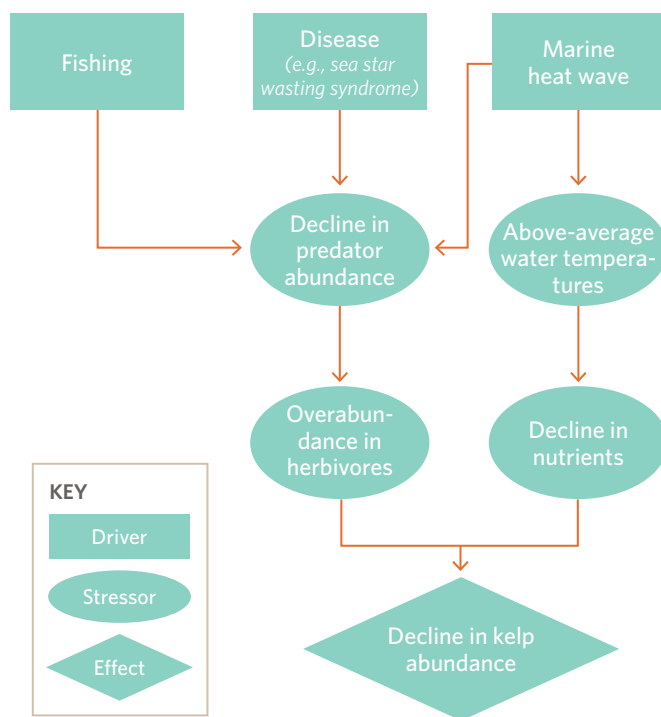 Fishing
Disease
(e.g., sea star
wasting syndrome)
Marine
heat wave
Decline in
predator
abundance
Above-average
water tempera-
tures
Overabun-
dance in
herbivores
Decline in
nutrients
KEY
Driver
Stressor
Effect
Decline in kelp
abundance